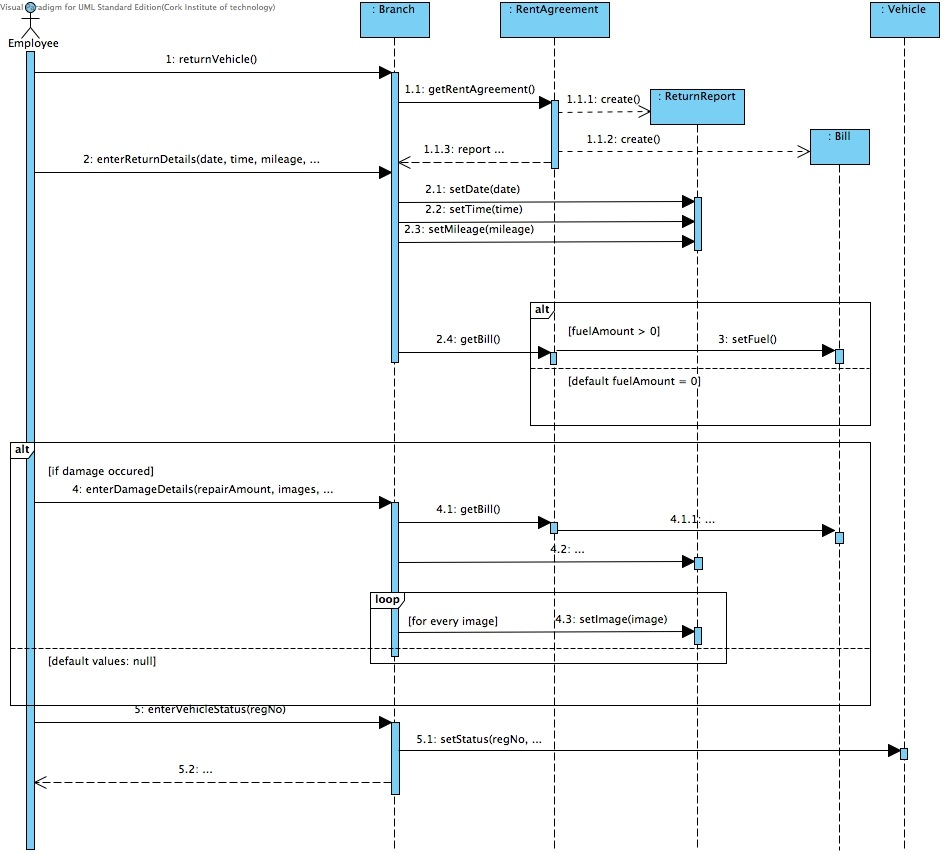 Visual Paradigm for UML Standard Edition(Cork Institute of technology)
: Branch
: RentAgreement
: Vehicle
Employee
1: returnVehicle()
1.1: getRentAgreement()
1.1.1: create()
: ReturnReport
1.1.2: create()
: Bill
1.1.3: report ...
2: enterReturnDetails(date, time, mileage, ...
2.1: setDate(date)
2.2: setTime(time)
2.3: setMileage(mileage)
alt
[fuelAmount > 0]
2.4: getBill()
3: setFuel()
[default fuelAmount = 0]
alt
[if damage occured]
4: enterDamageDetails(repairAmount, images, ...
4.1: getBill()
4.1.1: ...
4.2: ...
loop
[for every image]
4.3: setImage(image)
[default values: null]
5: enterVehicleStatus(regNo)
5.1: setStatus(regNo, ...
5.2: ...